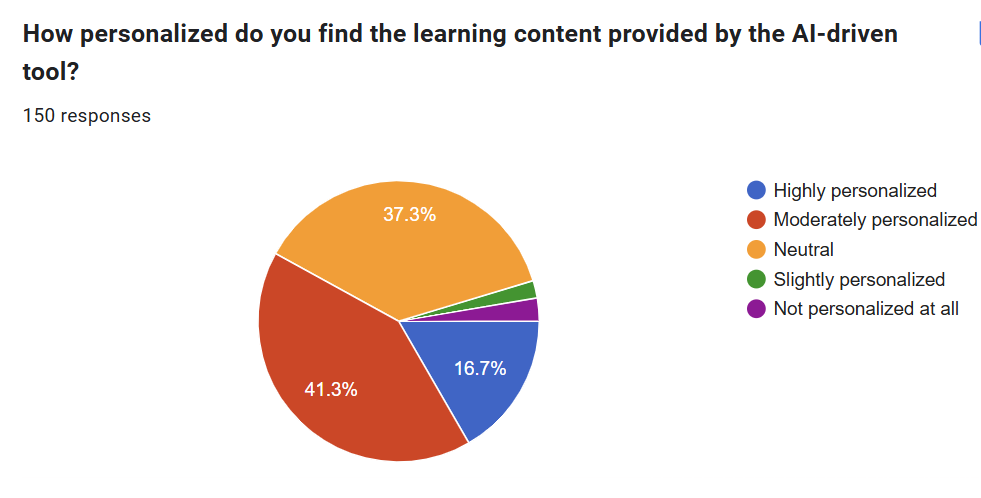 How personalized do you find the learning content provided by the AI-driven
tool?
150 responses
37.3%
41.3%
16.7%
Highly personalized
Moderately personalized
Neutral
Slightly personalized
Not personalized at all